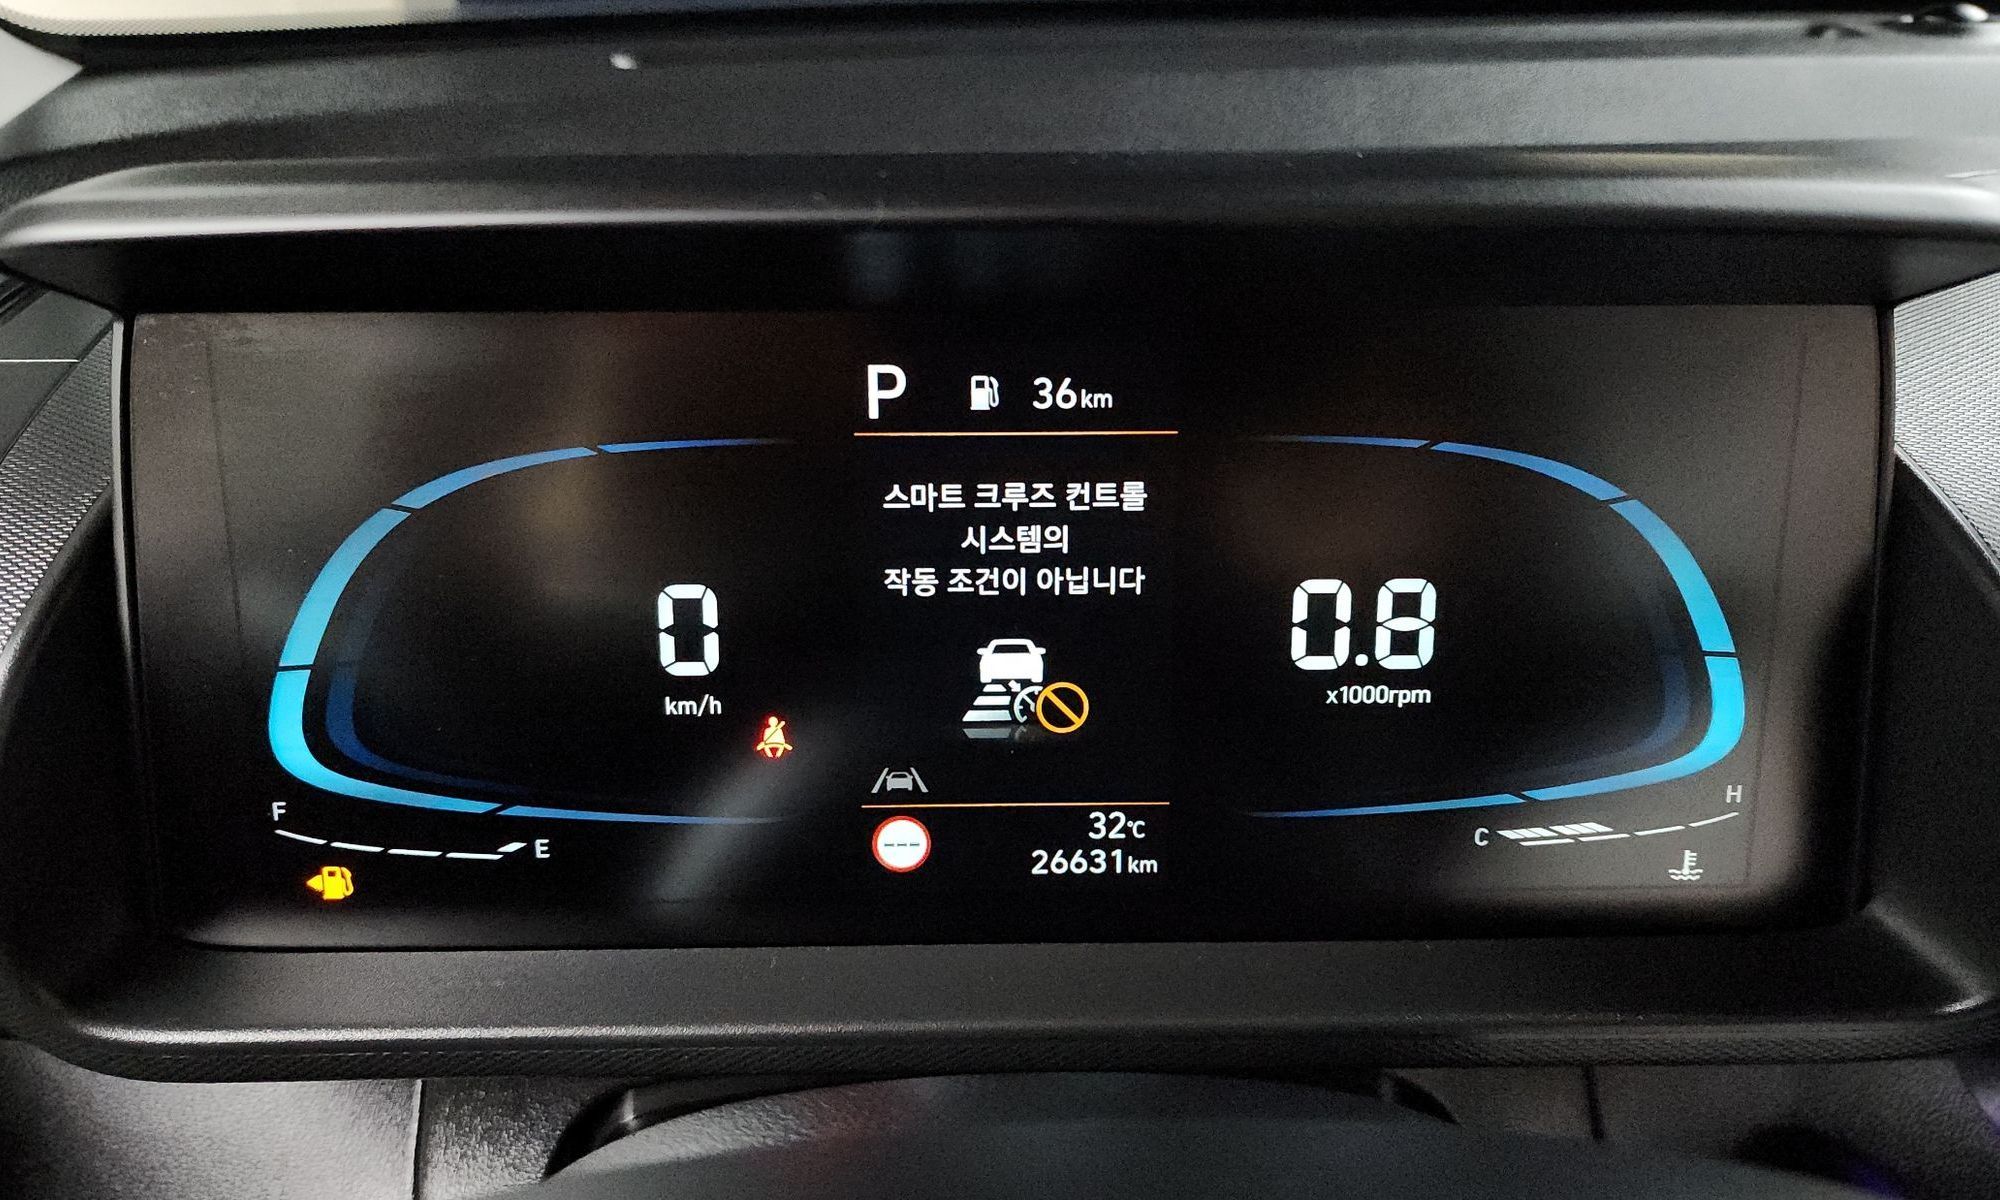 P 36km
스마트 크루즈 컨트롤
시스템의
작동 조건이 아닙니다
0
km/h
0.8
x1000rpm
F
E
---
32℃
26631km
C
H